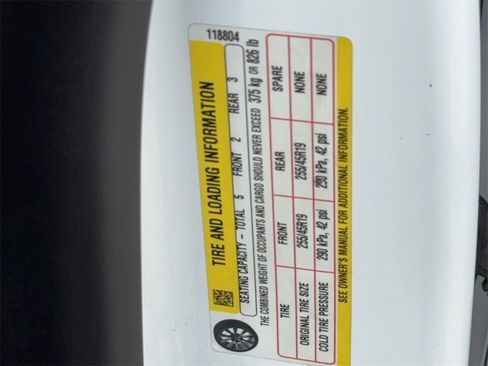 118804
TIRE AND LOADING INFORMATION
SEATING CAPACITY – TOTAL 5 FRONT 2 REAR 3
THE COMBINED WEIGHT OF OCCUPANTS AND CARGO SHOULD NEVER EXCEED 375 kg OR 826 lb
TIRE FRONT REAR SPARE
ORIGINAL TIRE SIZE 255/45R19 255/45R19 NONE
COLD TIRE PRESSURE 290 kPa, 42 psi 290 kPa, 42 psi NONE
SEE OWNER'S MANUAL FOR ADDITIONAL INFORMATION.